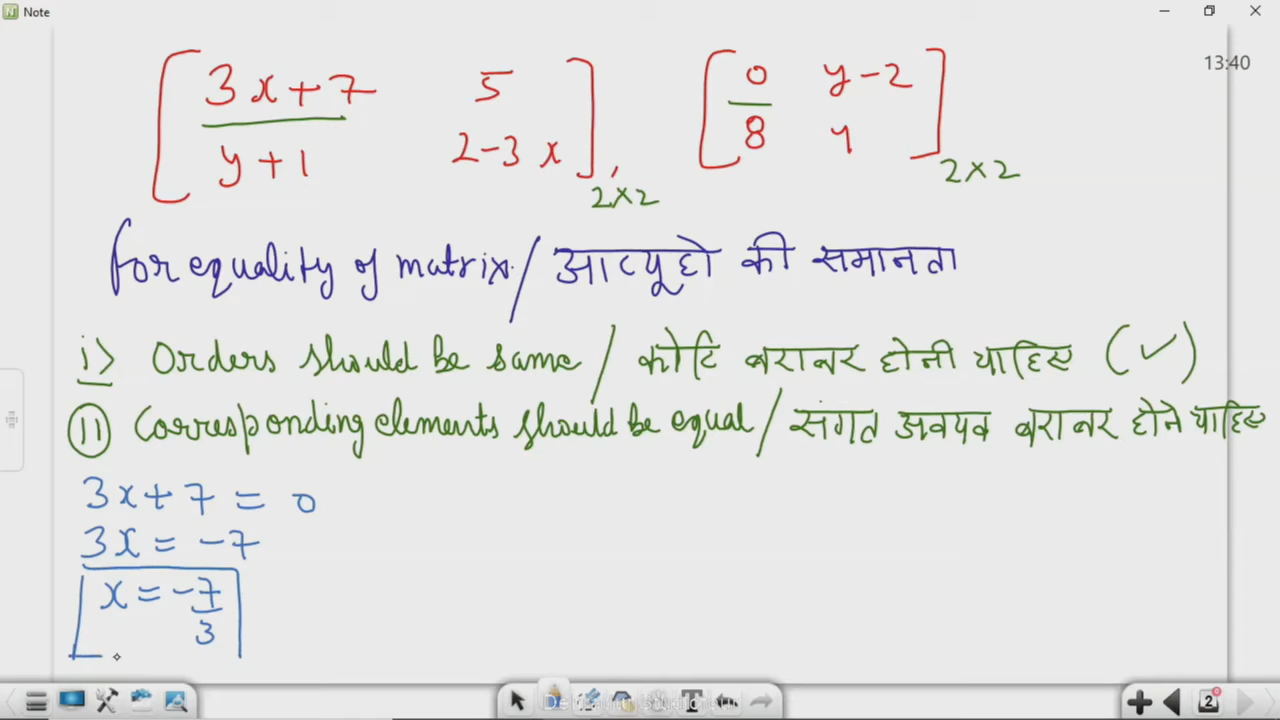 Note
13:40
3x+7 5 0 y-2
y+1 2-3x , 8 4
2×2 2×2
for equality of matrix / आव्यूहो की समानता
i) Orders should be same / कोटि बराबर होनी चाहिए (✓)
(ii) Corresponding elements should be equal / संगत अवयव बराबर होने चाहिए
3x+7 = 0
3x = -7
x = -7/3
2